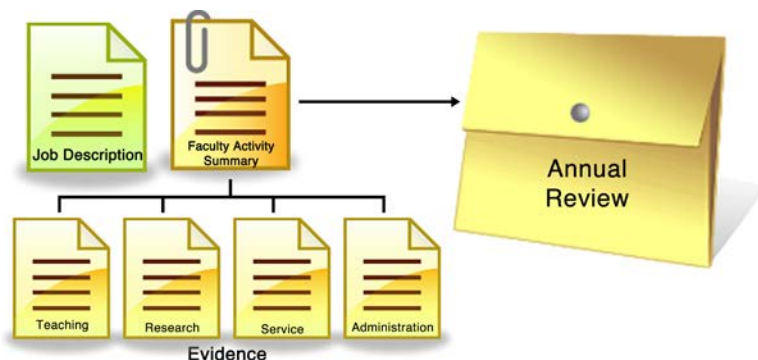 Job Description
Faculty Activity
Summary
Annual
Review
Teaching
Research
Service
Administration
Evidence